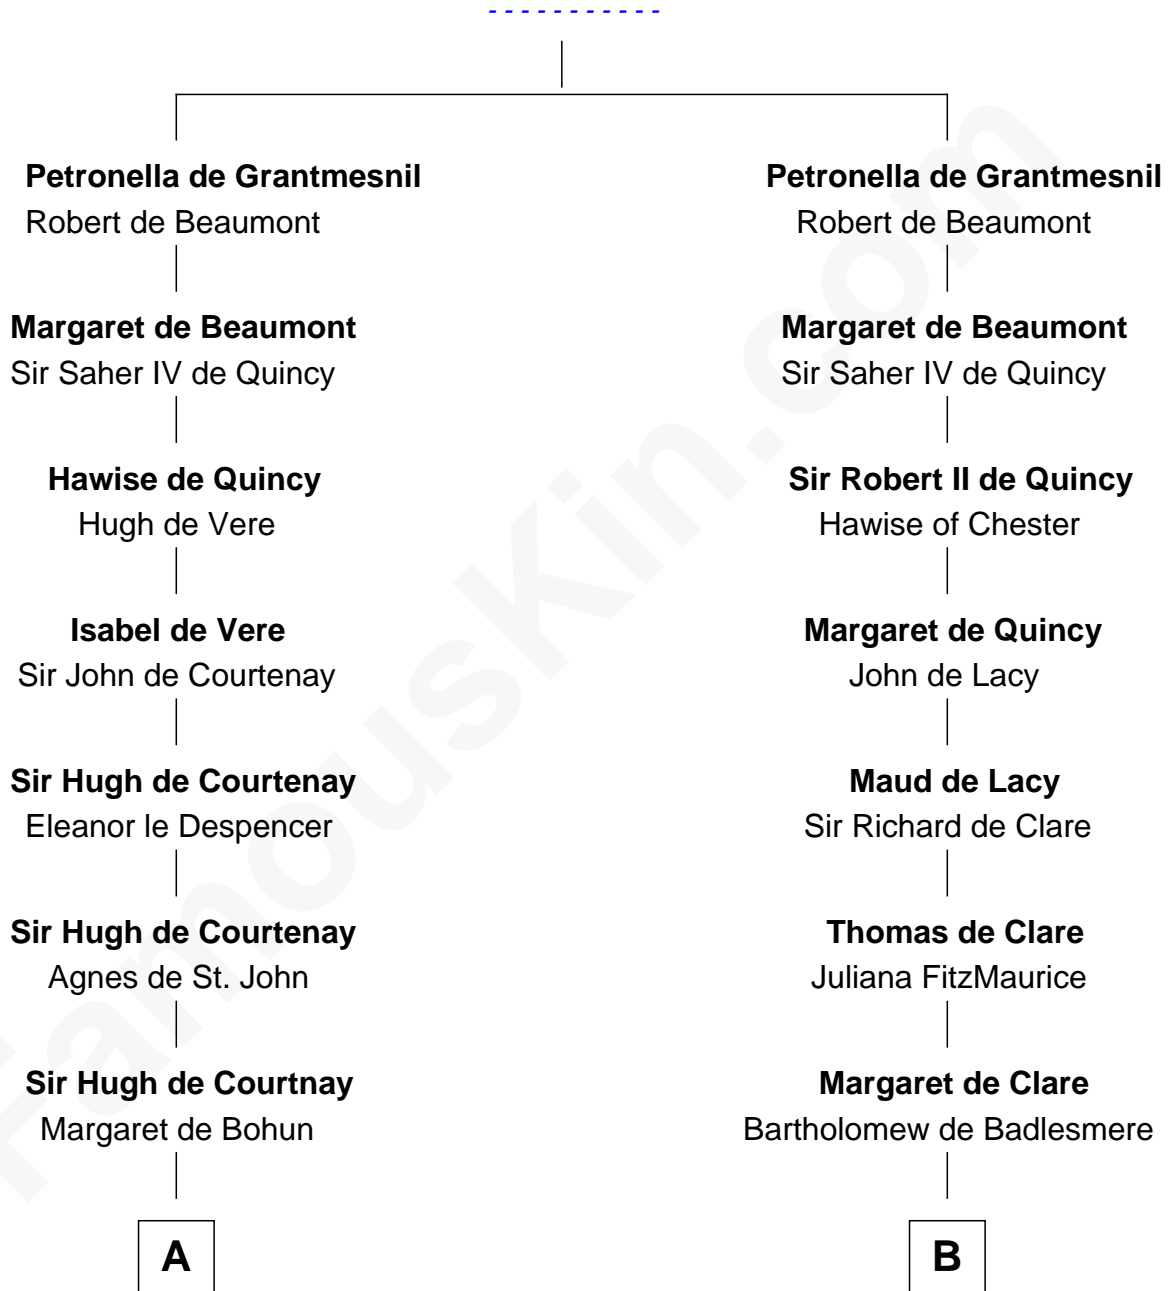 - - - - - - - - - - -
Petronella de Grantmesnil
Robert de Beaumont
Margaret de Beaumont
Sir Saher IV de Quincy
Hawise de Quincy
Hugh de Vere
Isabel de Vere
Sir John de Courtenay
Sir Hugh de Courtenay
Eleanor le Despencer
Sir Hugh de Courtenay
Agnes de St. John
Sir Hugh de Courtnay
Margaret de Bohun
A
Petronella de Grantmesnil
Robert de Beaumont
Margaret de Beaumont
Sir Saher IV de Quincy
Sir Robert II de Quincy
Hawise of Chester
Margaret de Quincy
John de Lacy
Maud de Lacy
Sir Richard de Clare
Thomas de Clare
Juliana FitzMaurice
Margaret de Clare
Bartholomew de Badlesmere
B
FamousKin.com